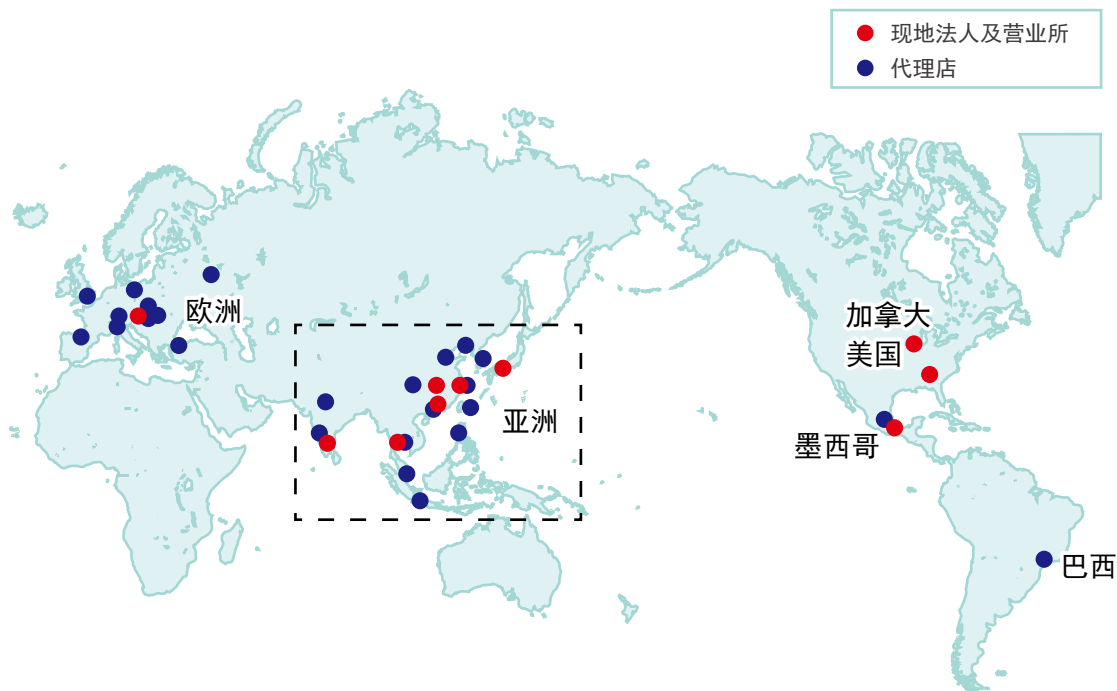 现地法人及营业所
代理店
欧洲
加拿大
美国
亚洲
墨西哥
巴西